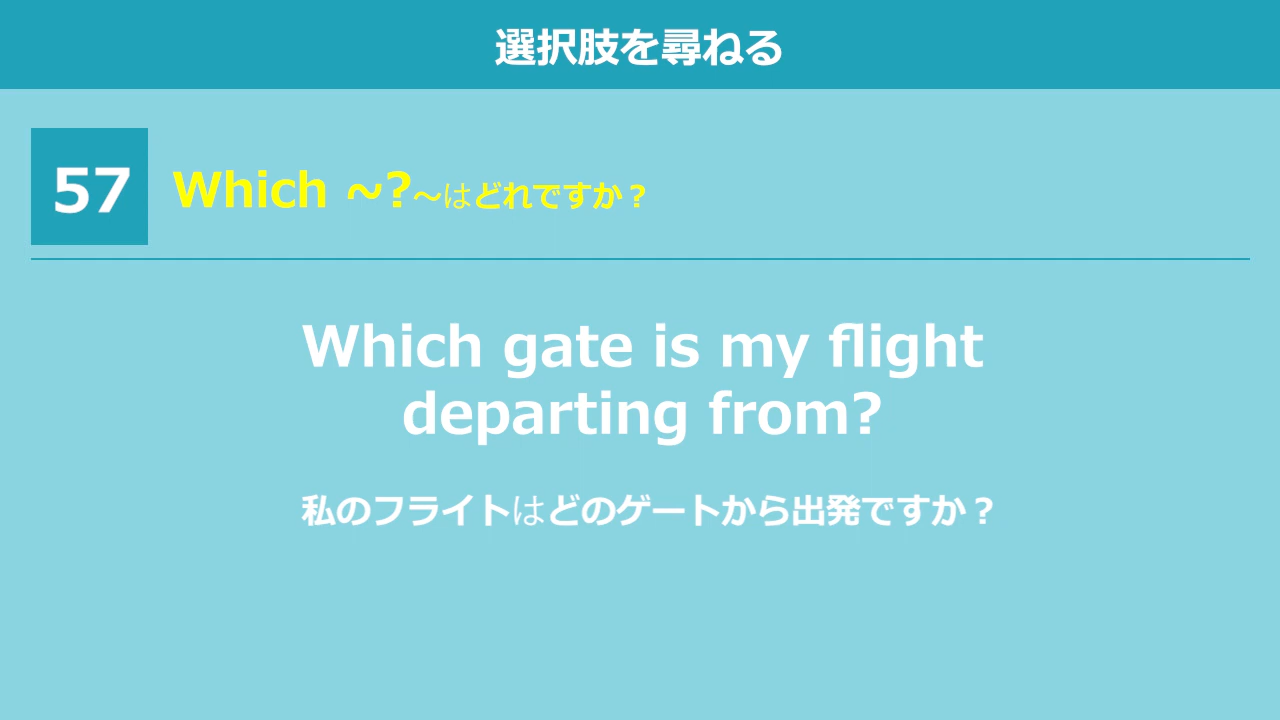 選択肢を尋ねる
57
Which ~?～はどれですか？
Which gate is my flight
departing from?
私のフライトはどのゲートから出発ですか？